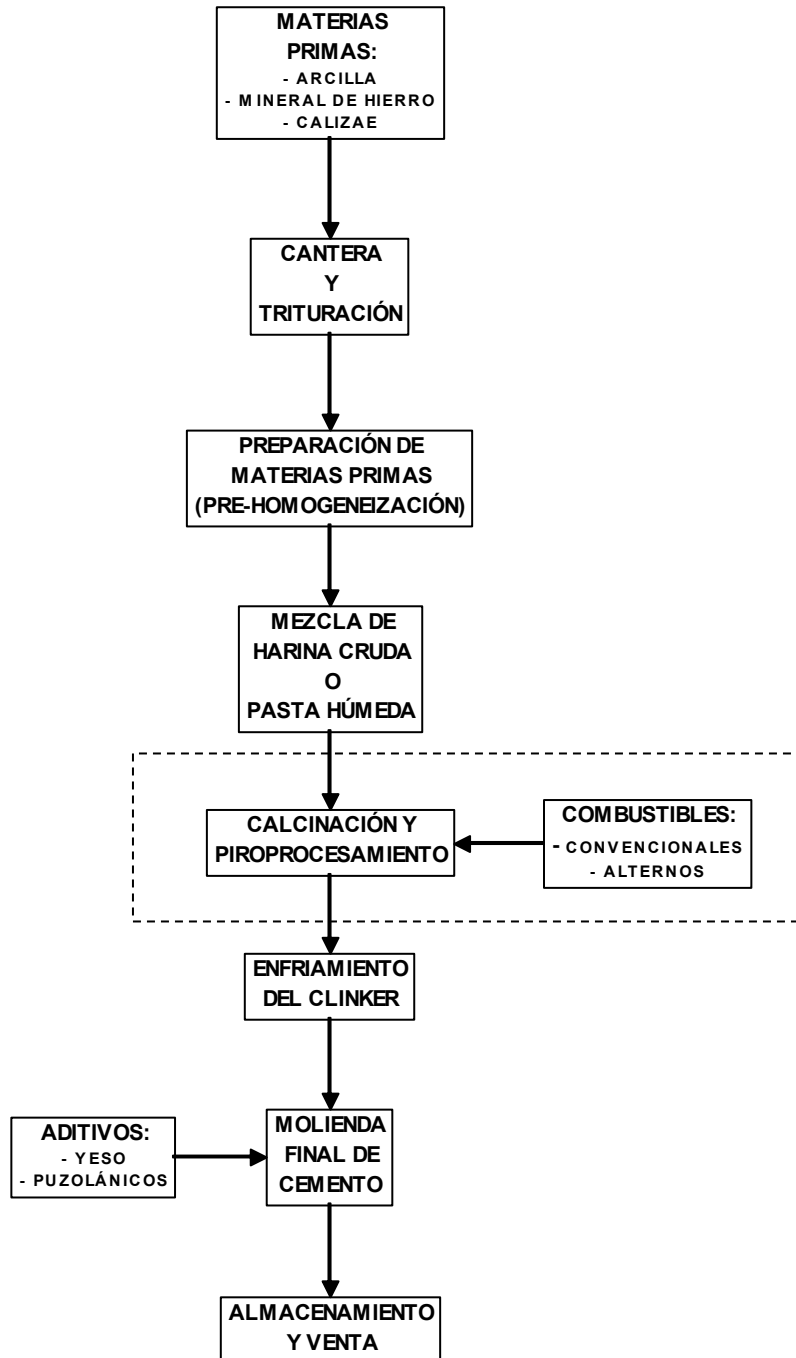 MATERIAS
PRIMAS:
- ARCILLA
- MINERAL DE HIERRO
- CALIZAE
CANTERA
Y
TRITURACIÓN
PREPARACIÓN DE
MATERIAS PRIMAS
(PRE-HOMOGENEIZACIÓN)
MEZCLA DE
HARINA CRUDA
O
PASTA HÚMEDA
CALCINACIÓN Y
PIROPROCESAMIENTO
COMBUSTIBLES:
- CONVENCIONALES
- ALTERNOS
ENFRIAMIENTO
DEL CLINKER
ADITIVOS:
- YESO
- PUZOLÁNICOS
MOLIENDA
FINAL DE
CEMENTO
ALMACENAMIENTO
Y VENTA